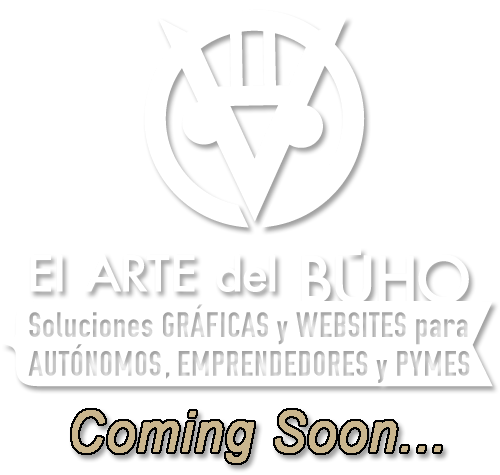 El ARTE del BÚHO
Soluciones GRÁFICAS y WEBSITES para
AUTÓNOMOS, EMPRENDEDORES y PYMES
Coming Soon...